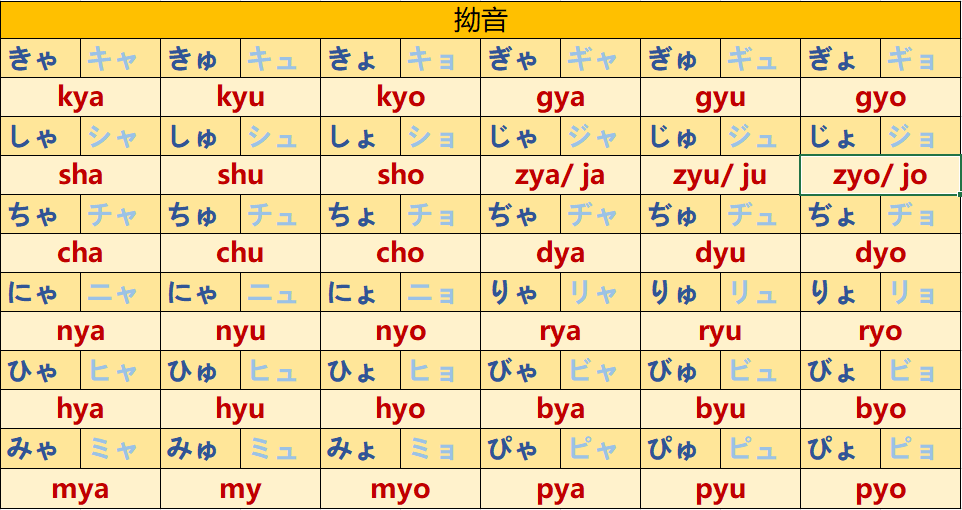 拗音
きゃ キャ きゅ キュ きょ キョ ぎゃ ギャ ぎゅ ギュ ぎょ ギョ
kya kyu kyo gya gyu gyo
しゃ シャ しゅ シュ しょ ショ じゃ ジャ じゅ ジュ じょ ジョ
sha shu sho zya/ ja zyu/ ju zyo/ jo
ちゃ チャ ちゅ チュ ちょ チョ ぢゃ ヂャ ぢゅ ヂュ ぢょ ヂョ
cha chu cho dya dyu dyo
にゃ ニャ にゃ ニュ にょ ニョ りゃ リャ りゅ リュ りょ リョ
nya nyu nyo rya ryu ryo
ひゃ ヒャ ひゅ ヒュ ひょ ヒョ びゃ ビャ びゅ ビュ びょ ビョ
hya hyu hyo bya byu byo
みゃ ミャ みゅ ミュ みょ ミョ ぴゃ ピャ ぴゅ ピュ ぴょ ピョ
mya my myo pya pyu pyo